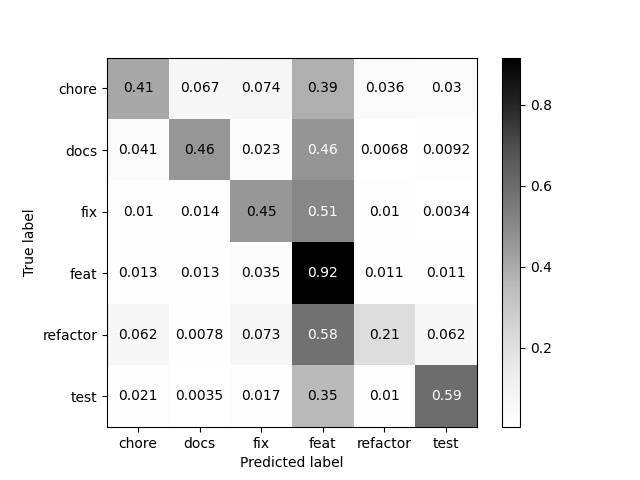 chore 0.41 0.067 0.074 0.39 0.036 0.03
docs 0.041 0.46 0.023 0.46 0.0068 0.0092
fix 0.01 0.014 0.45 0.51 0.01 0.0034
feat 0.013 0.013 0.035 0.92 0.011 0.011
refactor 0.062 0.0078 0.073 0.58 0.21 0.062
test 0.021 0.0035 0.017 0.35 0.01 0.59
chore docs fix feat refactor test
Predicted label
True label
0.8
0.6
0.4
0.2